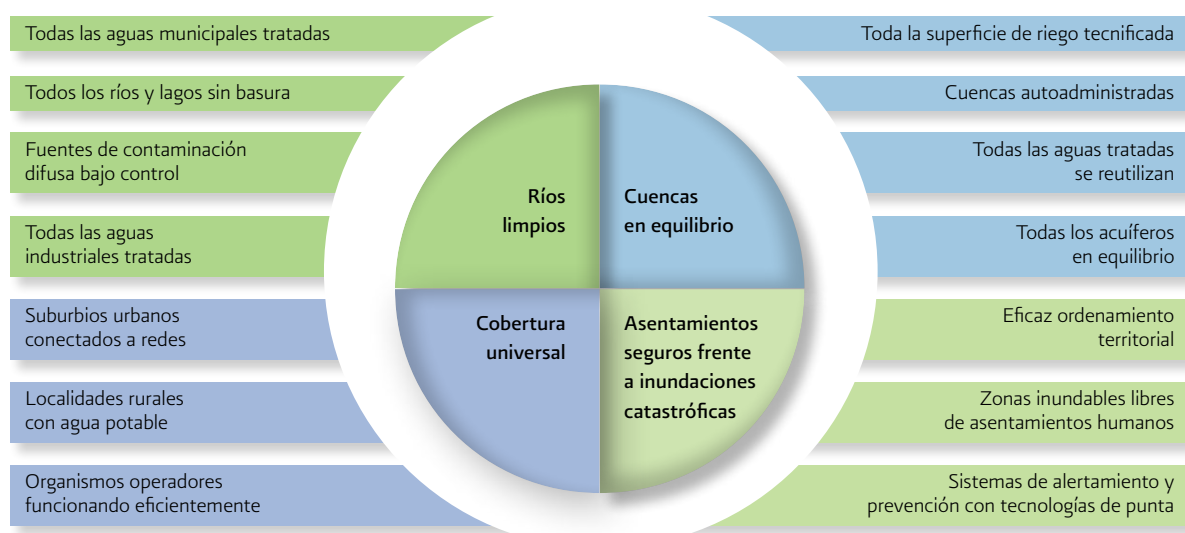 Todas las aguas municipales tratadas
Todos los ríos y lagos sin basura
Fuentes de contaminación
difusa bajo control
Todas las aguas
industriales tratadas
Suburbios urbanos
conectados a redes
Localidades rurales
con agua potable
Organismos operadores
funcionando eficientemente
Ríos
limpios
Cuencas
en equilibrio
Cobertura
universal
Asentamientos
seguros frente
a inundaciones
catastróficas
Toda la superficie de riego tecnificada
Cuencas autoadministradas
Todas las aguas tratadas
se reutilizan
Todos los acuíferos
en equilibrio
Eficaz ordenamiento
territorial
Zonas inundables libres
de asentamientos humanos
Sistemas de alertamiento y
prevención con tecnologías de punta